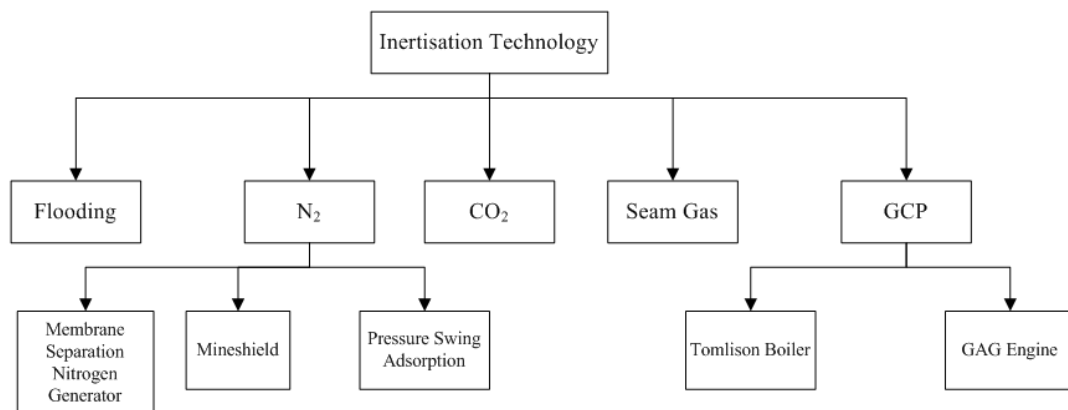 Inertisation Technology
Flooding
N₂
CO₂
Seam Gas
GCP
Membrane
Separation
Nitrogen
Generator
Mineshield
Pressure Swing
Adsorption
Tomlison Boiler
GAG Engine